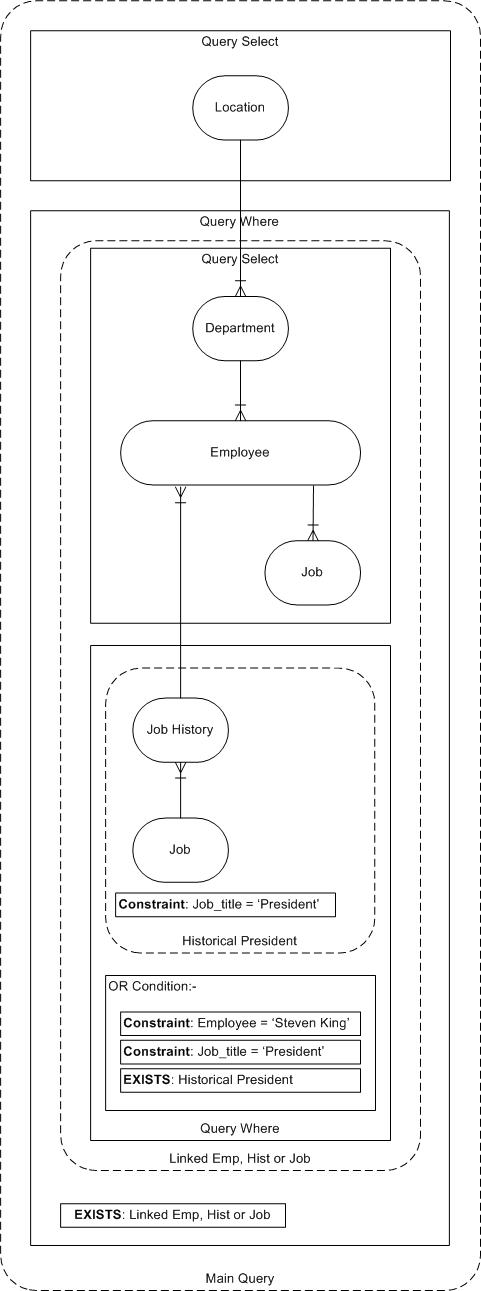 Query Select
Location
Query Where
Query Select
Department
Employee
Job
Job History
Job
Constraint: Job_title = ‘President’
Historical President
OR Condition:-
Constraint: Employee = ‘Steven King’
Constraint: Job_title = ‘President’
EXISTS: Historical President
Query Where
Linked Emp, Hist or Job
EXISTS: Linked Emp, Hist or Job
Main Query